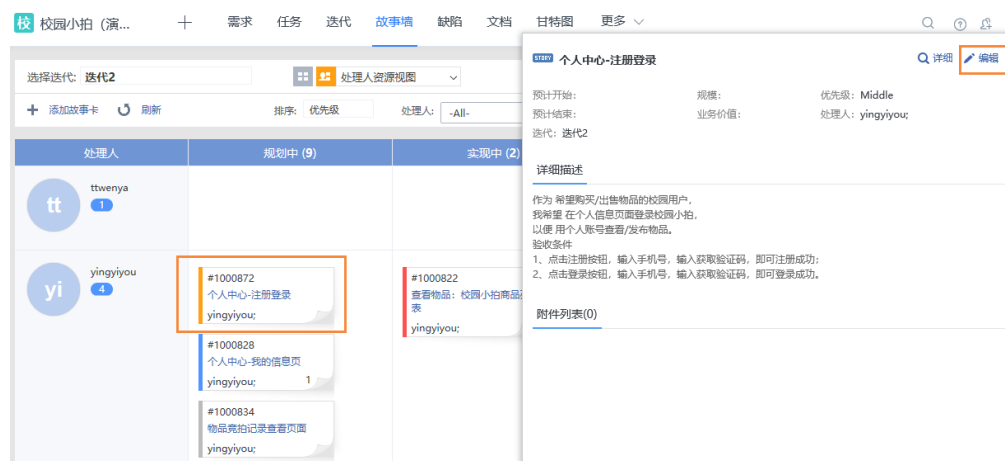 校 校园小拍（演... 需求 任务 迭代 故事墙 缺陷 文档 甘特图 更多
选择迭代: 迭代2 处理人资源视图
添加故事卡 刷新 排序: 优先级 处理人: -All-
处理人 规划中 (9) 实现中 (2)
tt ttwenya
1
yi yingyiyou
4
#1000872
个人中心-注册登录
yingyiyou;
#1000828
个人中心-我的信息页
yingyiyou; 1
#1000834
物品竞拍记录查看页面
yingyiyou;
#1000822
查看物品：校园小拍商品列
表
yingyiyou;
STORY 个人中心-注册登录 详细 编辑
预计开始: 规模: 优先级: Middle
预计结束: 业务价值: 处理人: yingyiyou;
迭代: 迭代2
详细描述
作为 希望购买/出售物品的校园用户，
我希望 在个人信息页面登录校园小拍，
以便 用个人账号查看/发布物品。
验收条件
1、点击注册按钮，输入手机号，输入获取验证码，即可注册成功；
2、点击登录按钮，输入手机号，输入获取验证码，即可登录成功。
附件列表(0)